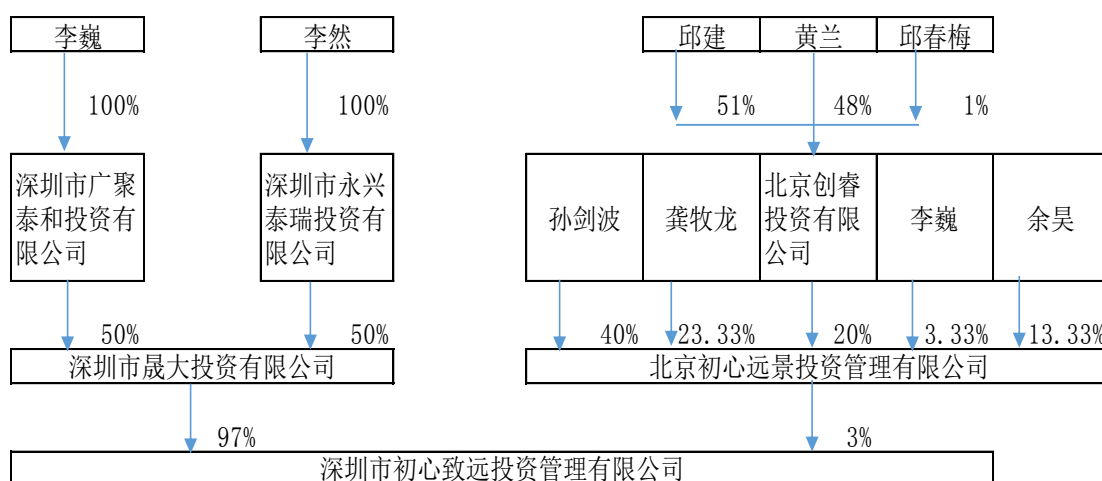 李巍
李然
邱建
黄兰
邱春梅
100%
100%
51%
48%
1%
深圳市广聚
泰和投资有
限公司
深圳市永兴
泰瑞投资有
限公司
孙剑波
龚牧龙
北京创睿
投资有限
公司
李巍
余昊
50%
50%
40%
23.33%
20%
3.33%
13.33%
深圳市晟大投资有限公司
北京初心远景投资管理有限公司
97%
3%
深圳市初心致远投资管理有限公司